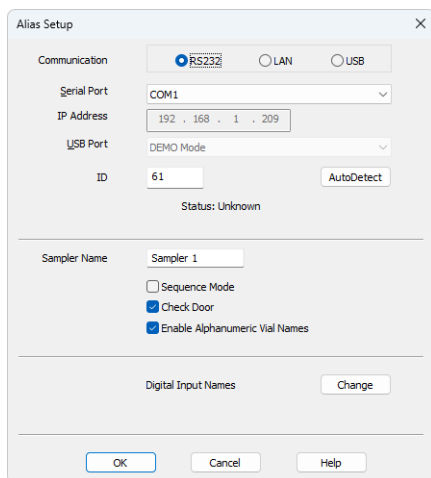 Alias Setup
Communication RS232 LAN USB
Serial Port COM1
IP Address 192 . 168 . 1 . 209
USB Port DEMO Mode
ID 61 AutoDetect
Status: Unknown
Sampler Name Sampler 1
Sequence Mode
Check Door
Enable Alphanumeric Vial Names
Digital Input Names Change
OK Cancel Help